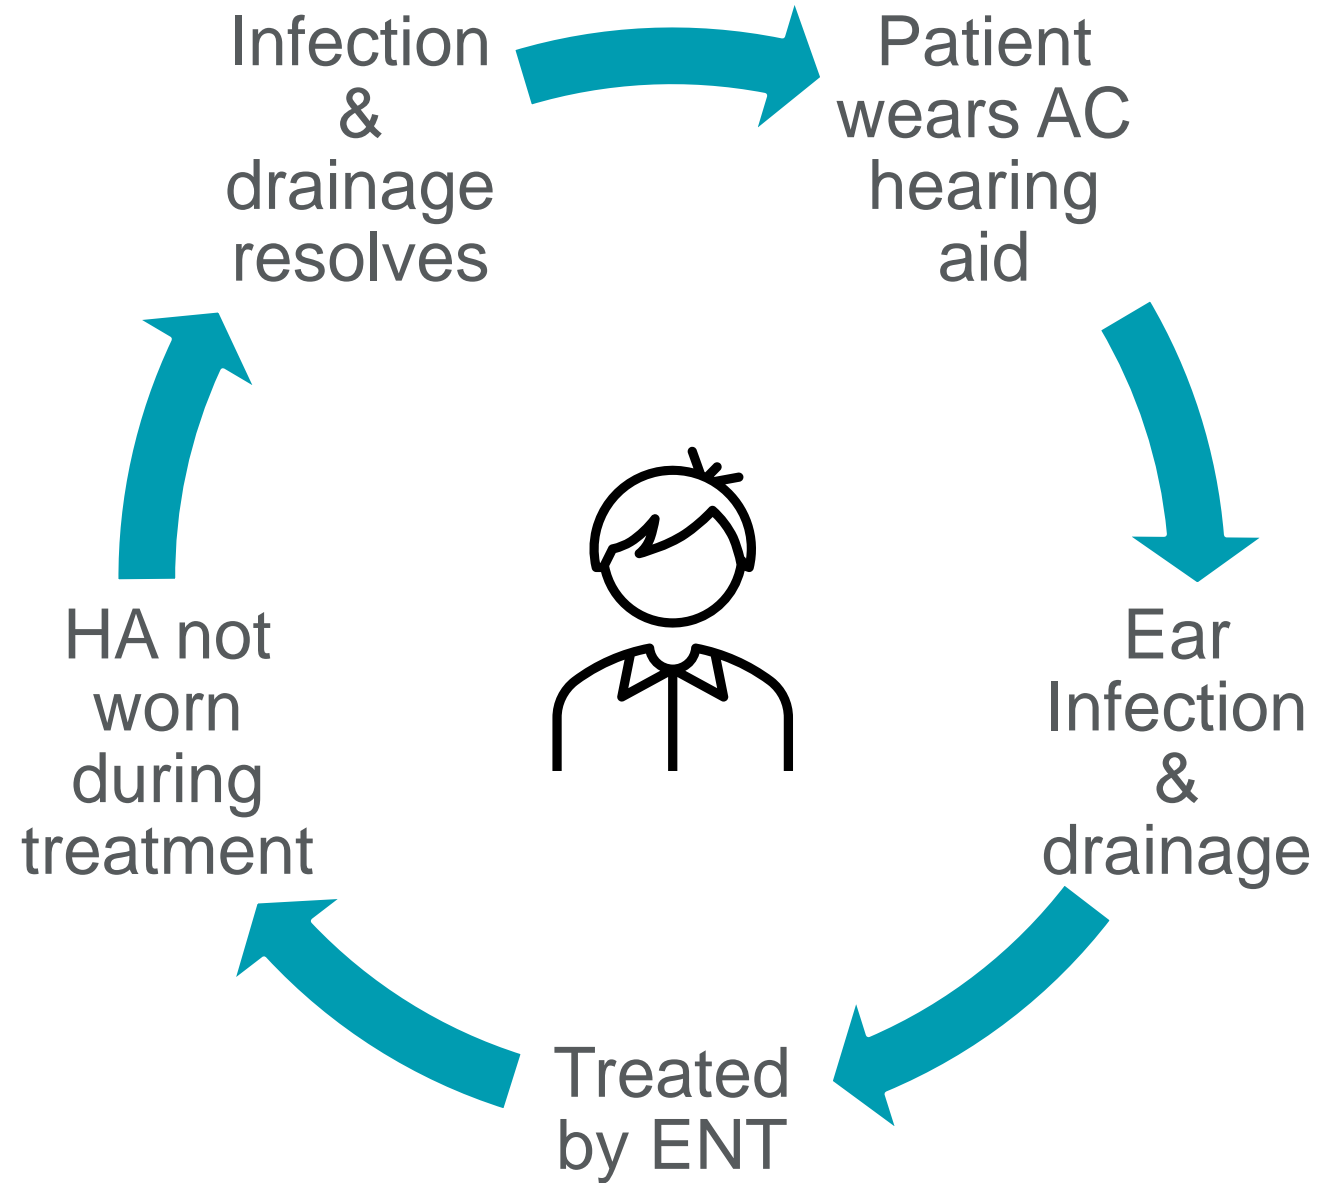 Infection
&
drainage
resolves
Patient
wears AC
hearing
aid
Ear
Infection
&
drainage
Treated
by ENT
HA not
worn
during
treatment